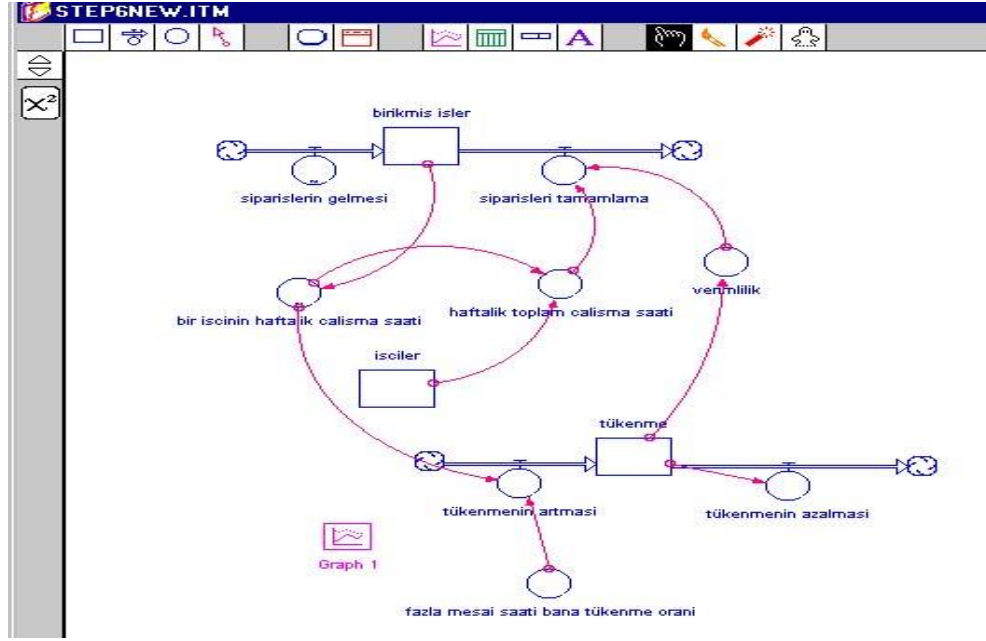 STEP6NEW.ITM
A
X²
birikmis isler
siparislerin gelmesi
siparisleri tamamlama
verimlilik
bir iscinin haftalik calisma saati
haftalik toplam calisma saati
isciler
tükenme
tükenmenin artmasi
tükenmenin azalmasi
Graph 1
fazla mesai saati bana tükenme orani